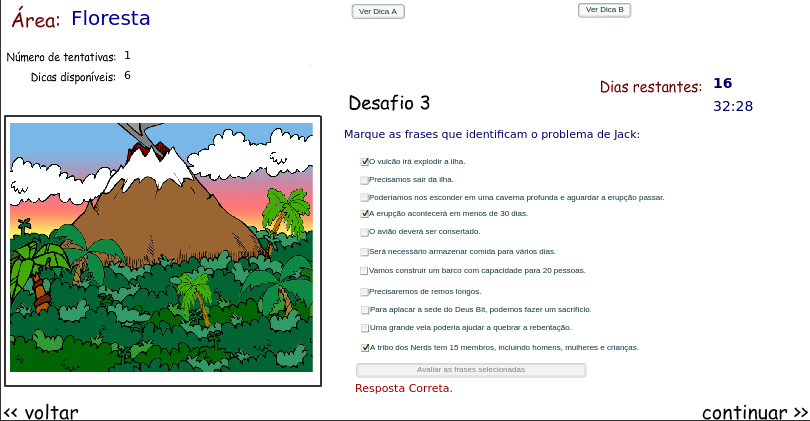 Área: Floresta
Ver Dica A
Ver Dica B
Número de tentativas: 1
Dicas disponíveis: 6
Dias restantes: 16
32:28
Desafio 3
Marque as frases que identificam o problema de Jack:
O vulcão irá explodir a ilha.
Precisamos sair da ilha.
Poderíamos nos esconder em uma caverna profunda e aguardar a erupção passar.
A erupção acontecerá em menos de 30 dias.
O avião deverá ser consertado.
Será necessário armazenar comida para vários dias.
Vamos construir um barco com capacidade para 20 pessoas.
Precisaremos de remos longos.
Para aplacar a sede do Deus Bit, podemos fazer um sacrifício.
Uma grande vela poderia ajudar a quebrar a rebentação.
A tribo dos Nerds tem 15 membros, incluindo homens, mulheres e crianças.
Avaliar as frases selecionadas
Resposta Correta.
<< voltar
continuar >>